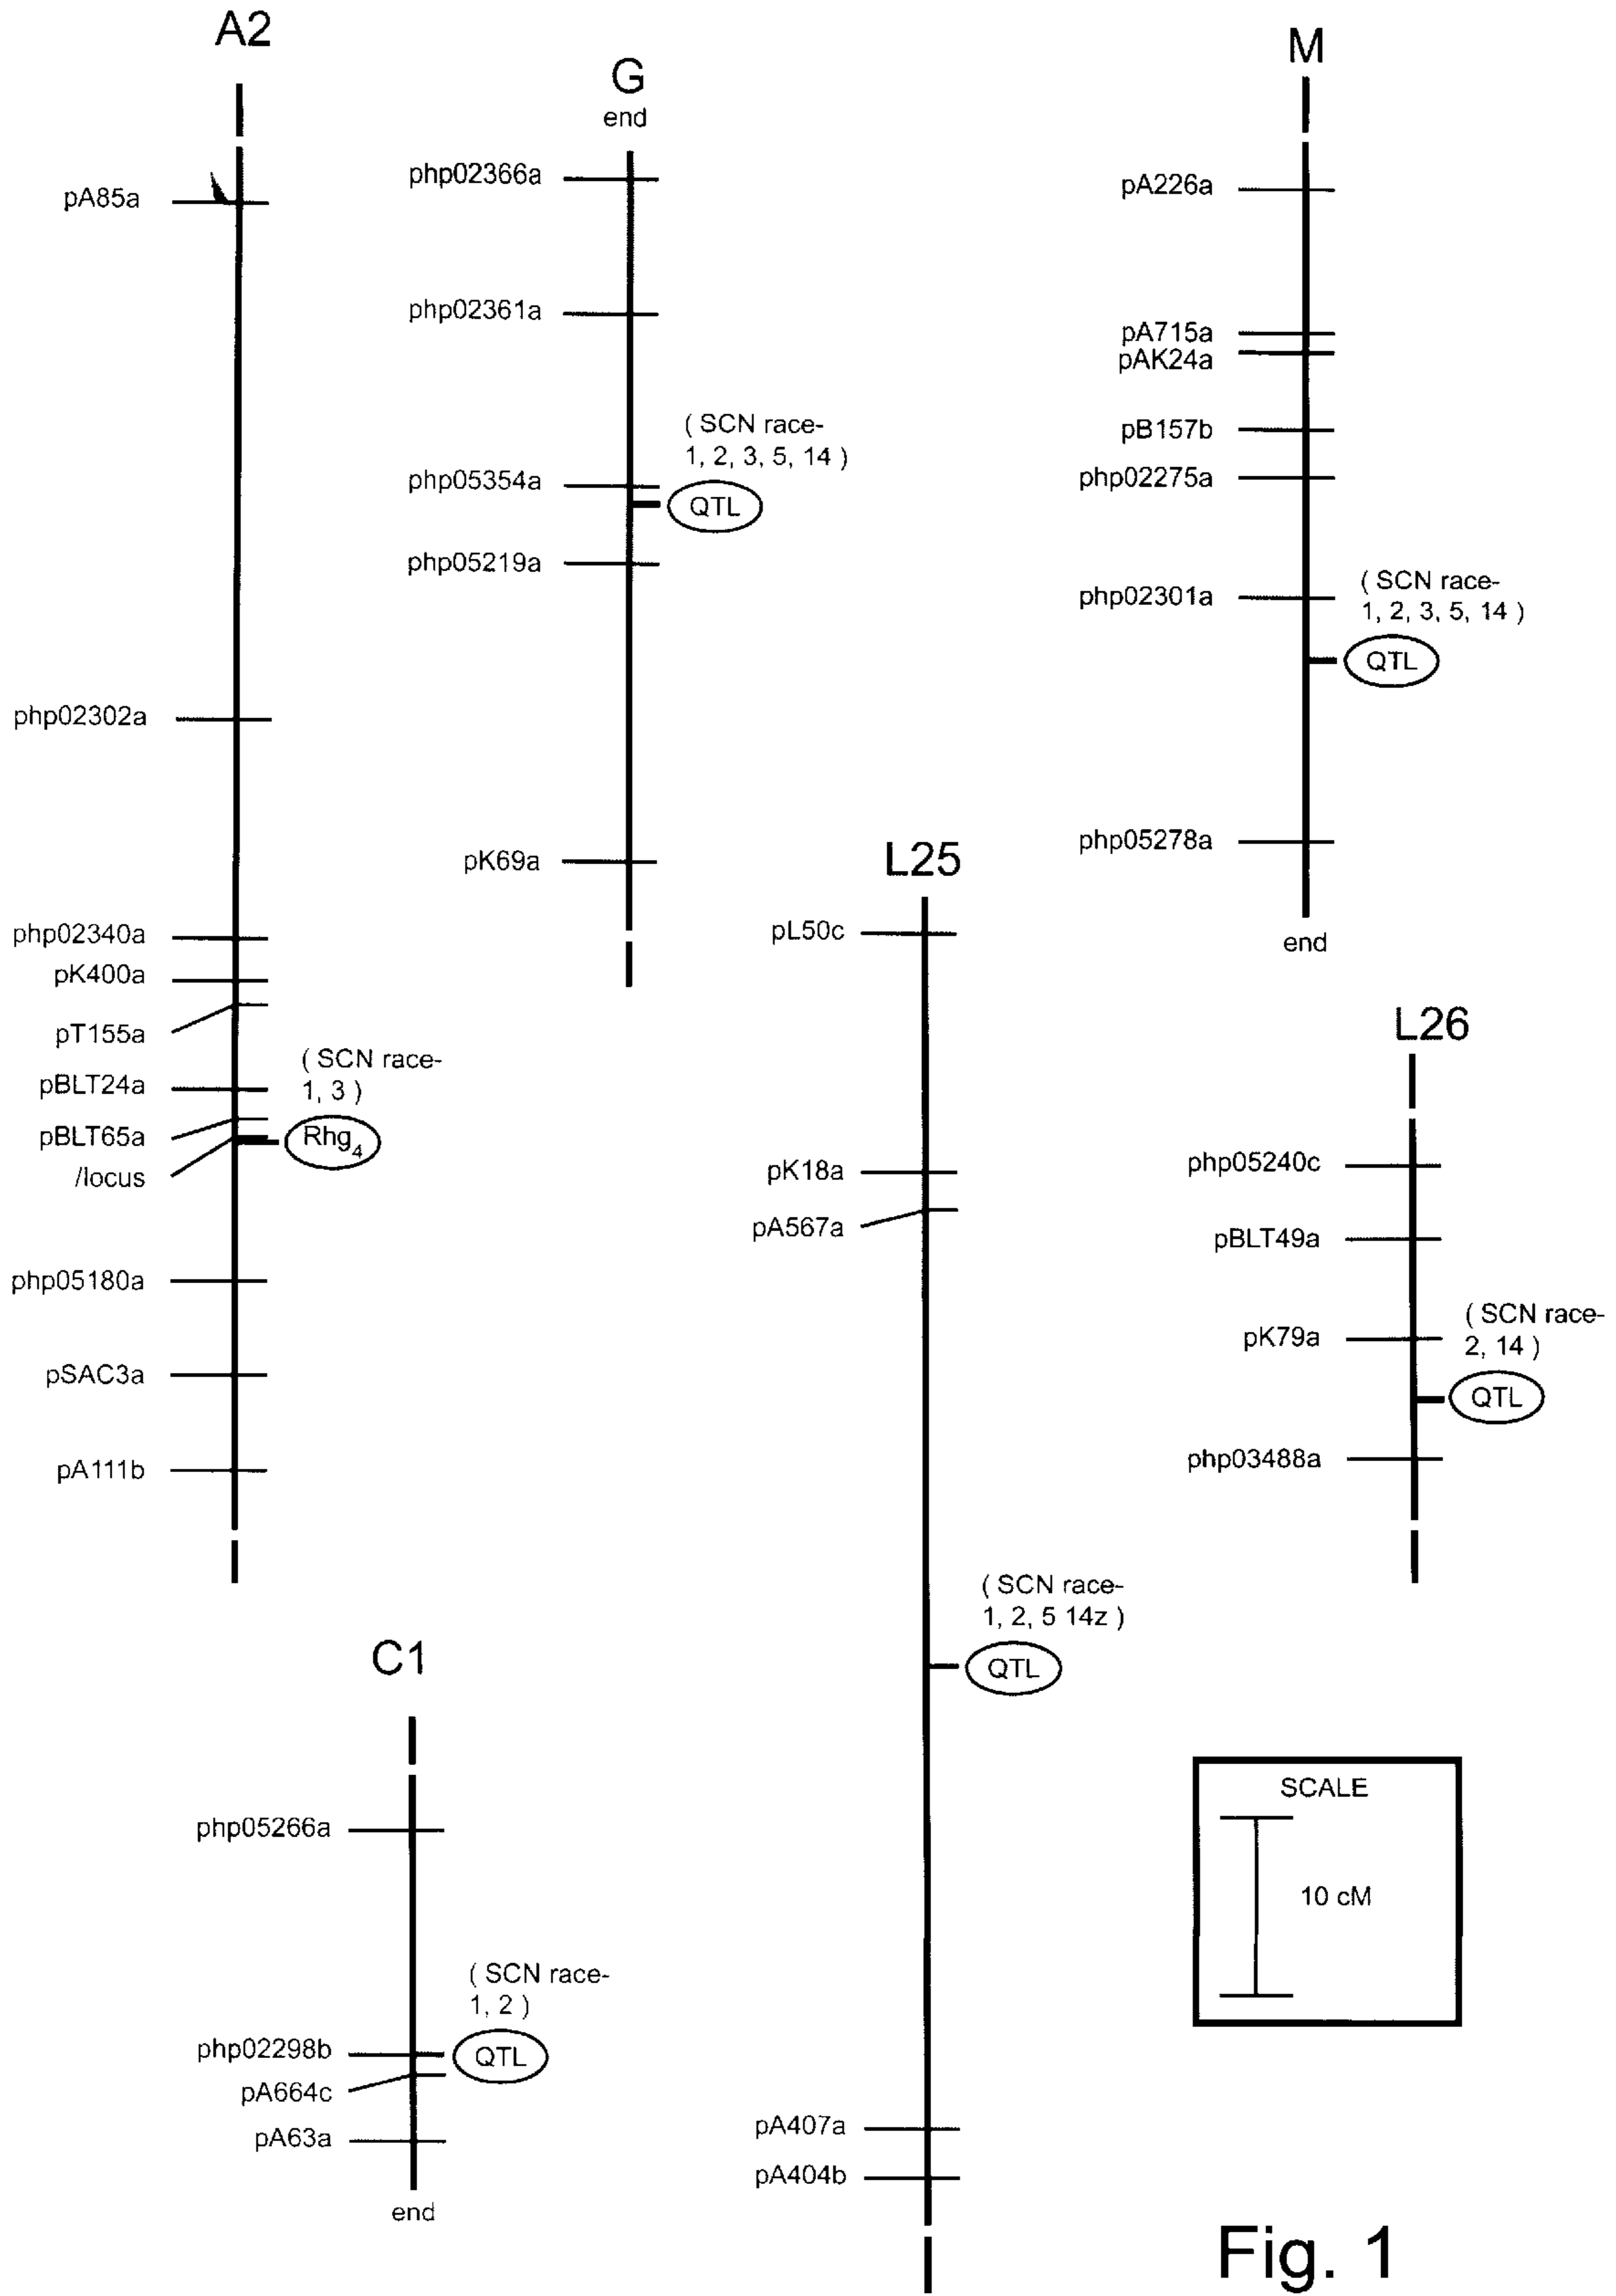 A2
pA85a
php02302a
php02340a
pK400a
pT155a
pBLT24a
pBLT65a
/locus
( SCN race-
1, 3 )
Rhg4
php05180a
pSAC3a
pA111b
G
end
php02366a
php02361a
php05354a
( SCN race-
1, 2, 3, 5, 14 )
QTL
php05219a
pK69a
M
pA226a
pA715a
pAK24a
pB157b
php02275a
php02301a
( SCN race-
1, 2, 3, 5, 14 )
QTL
php05278a
end
L25
pL50c
pK18a
pA567a
( SCN race-
1, 2, 5 14z )
QTL
pA407a
pA404b
L26
php05240c
pBLT49a
pK79a
( SCN race-
2, 14 )
QTL
php03488a
C1
php05266a
( SCN race-
1, 2 )
php02298b
QTL
pA664c
pA63a
end
SCALE
10 cM
Fig. 1